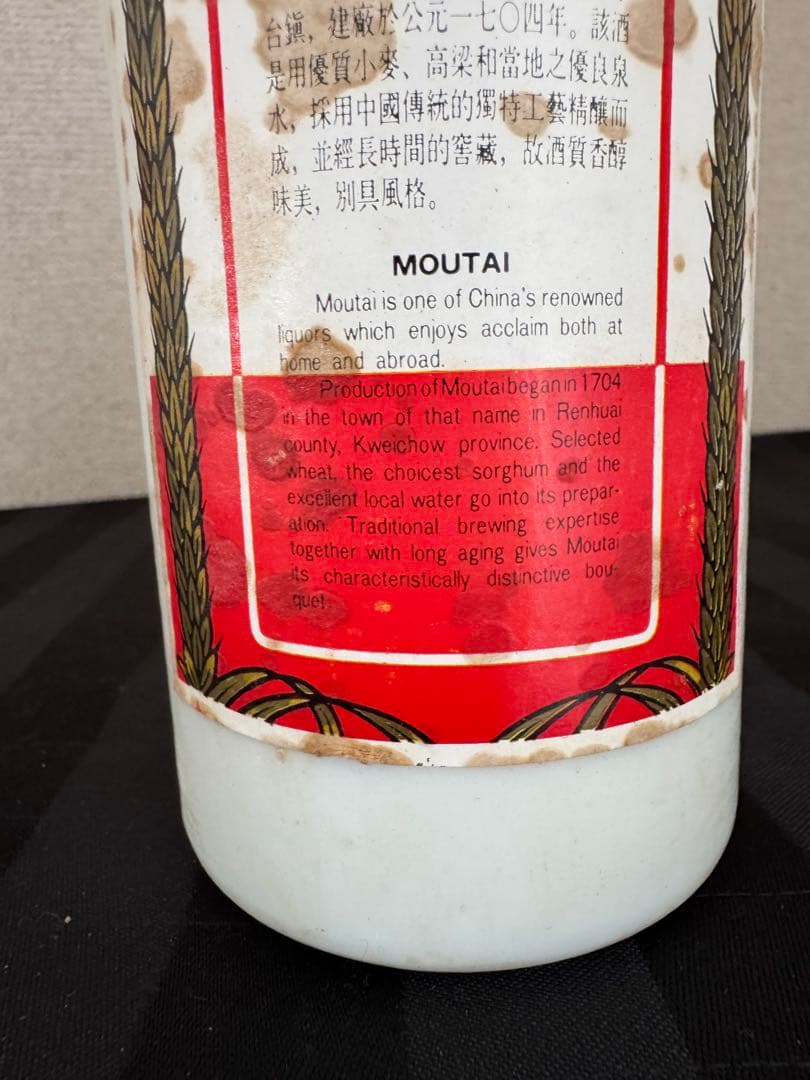 台鎮，建廠於公元一七〇四年。該酒
是用優質小麥、高梁和當地之優良泉
水，採用中國傳統的獨特工藝精釀而
成，並經長時間的窖藏，故酒質香醇
味美，別具風格。
MOUTAI
Moutai is one of China's renowned
liquors which enjoys acclaim both at
home and abroad.
Production of Moutai began in 1704
in the town of that name in Renhuai
county, Kweichow province. Selected
wheat, the choicest sorghum and the
excellent local water go into its prepar-
ation. Traditional brewing expertise
together with long aging gives Moutai
its characteristically distinctive bou-
quet.